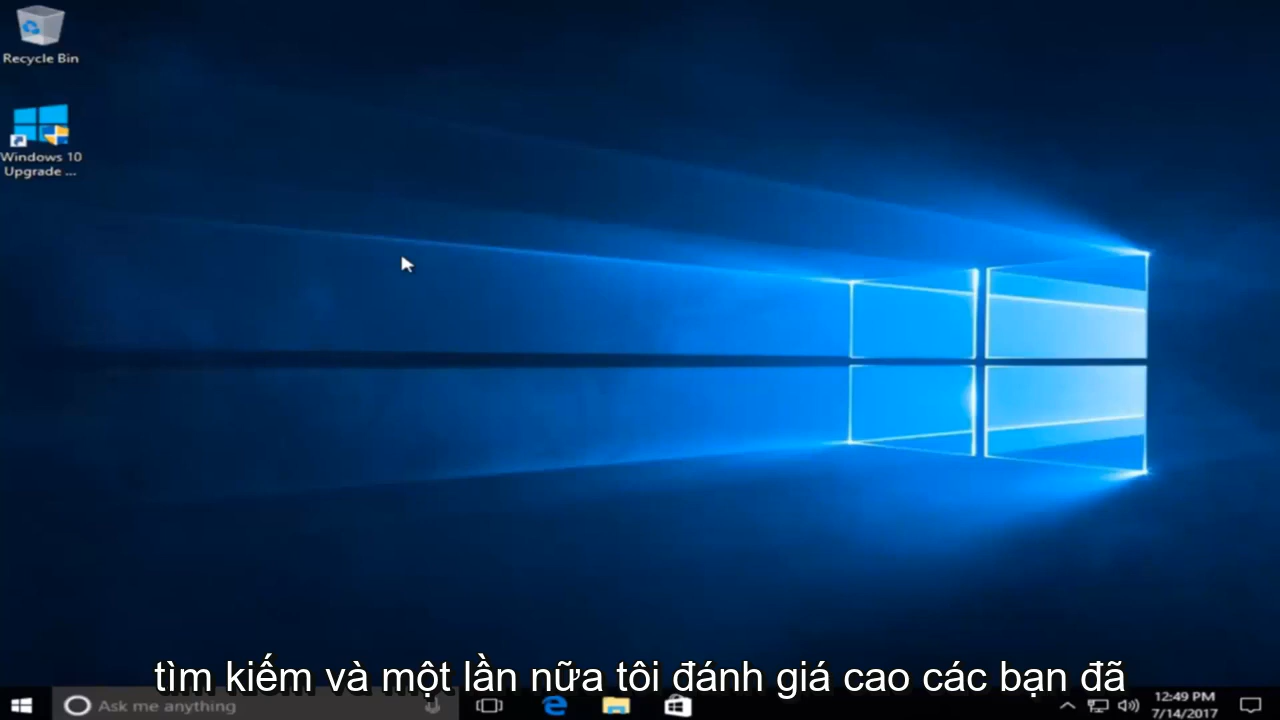 Recycle Bin
Windows 10
Upgrade ...
tìm kiếm và một lần nữa tôi đánh giá cao các bạn đã
Ask me anything
12:49 PM
7/14/2017